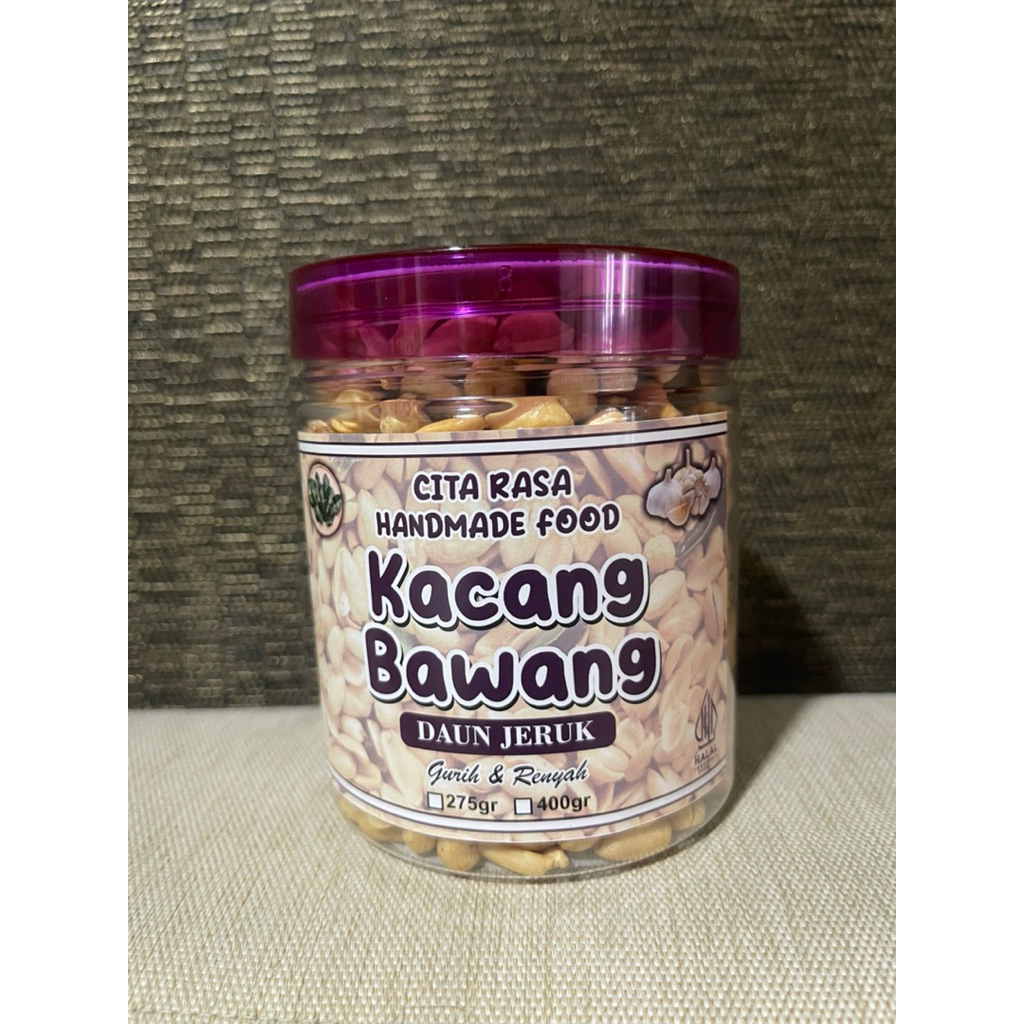 CITA RASA
HANDMADE FOOD
Kacang
Bawang
DAUN JERUK
Gurih & Renyah
275gr 400gr
HALAL